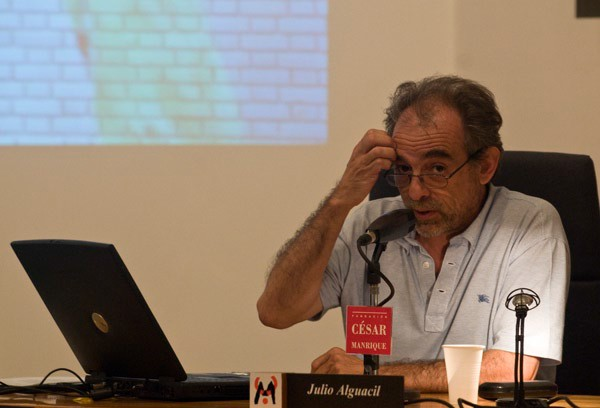 FUNDACIÓN
CÉSAR
MANRIQUE
Julio Alguacil